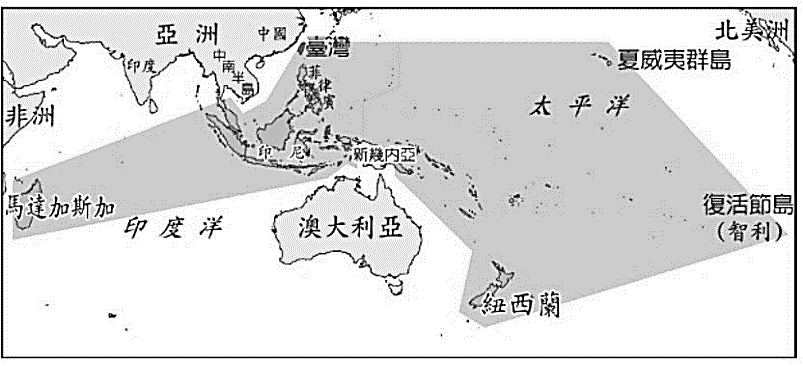 北美洲
亞洲
中國
臺灣
夏威夷群島
印度
中南半島
菲律賓
太平洋
非洲
印尼
新幾內亞
馬達加斯加
印度洋
澳大利亞
復活節島
(智利)
紐西蘭